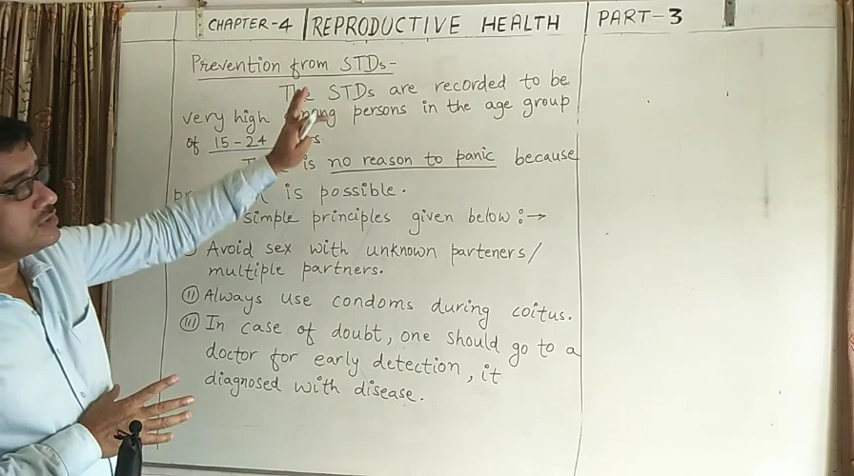 CHAPTER-4 REPRODUCTIVE HEALTH PART-3
Prevention from STDs-
The STDs are recorded to be
very high among persons in the age group
of 15-24
is no reason to panic because
is possible.
simple principles given below:→
Avoid sex with unknown parteners/
multiple partners.
(II) Always use condoms during coitus.
(III) In case of doubt, one should go to a
doctor for early detection, it
diagnosed with disease.